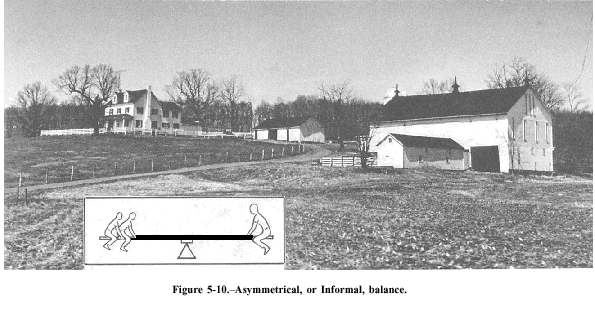 Figure 5-10.–Asymmetrical, or Informal, balance.